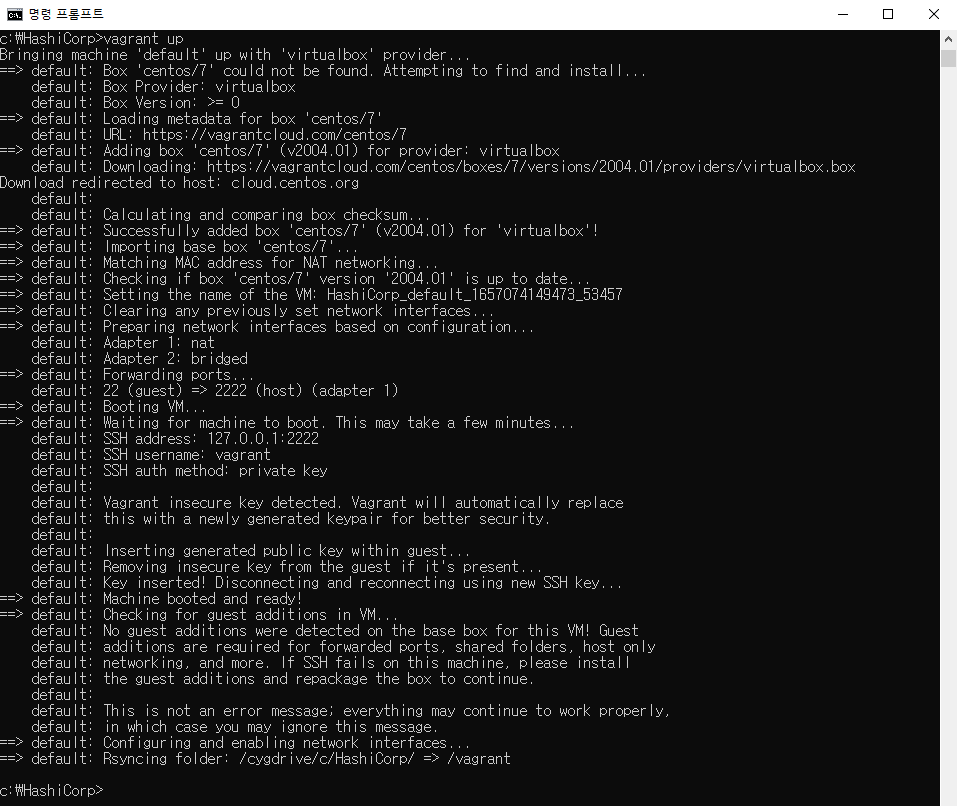 명령 프롬프트
c:\HashiCorp>vagrant up
Bringing machine 'default' up with 'virtualbox' provider...
==> default: Box 'centos/7' could not be found. Attempting to find and install...
    default: Box Provider: virtualbox
    default: Box Version: >= 0
==> default: Loading metadata for box 'centos/7'
    default: URL: https://vagrantcloud.com/centos/7
==> default: Adding box 'centos/7' (v2004.01) for provider: virtualbox
    default: Downloading: https://vagrantcloud.com/centos/boxes/7/versions/2004.01/providers/virtualbox.box
Download redirected to host: cloud.centos.org
    default:
    default: Calculating and comparing box checksum...
==> default: Successfully added box 'centos/7' (v2004.01) for 'virtualbox'!
==> default: Importing base box 'centos/7'...
==> default: Matching MAC address for NAT networking...
==> default: Checking if box 'centos/7' version '2004.01' is up to date...
==> default: Setting the name of the VM: HashiCorp_default_1657074149473_53457
==> default: Clearing any previously set network interfaces...
==> default: Preparing network interfaces based on configuration...
    default: Adapter 1: nat
    default: Adapter 2: bridged
==> default: Forwarding ports...
    default: 22 (guest) => 2222 (host) (adapter 1)
==> default: Booting VM...
==> default: Waiting for machine to boot. This may take a few minutes...
    default: SSH address: 127.0.0.1:2222
    default: SSH username: vagrant
    default: SSH auth method: private key
    default:
    default: Vagrant insecure key detected. Vagrant will automatically replace
    default: this with a newly generated keypair for better security.
    default:
    default: Inserting generated public key within guest...
    default: Removing insecure key from the guest if it's present...
    default: Key inserted! Disconnecting and reconnecting using new SSH key...
==> default: Machine booted and ready!
==> default: Checking for guest additions in VM...
    default: No guest additions were detected on the base box for this VM! Guest
    default: additions are required for forwarded ports, shared folders, host only
    default: networking, and more. If SSH fails on this machine, please install
    default: the guest additions and repackage the box to continue.
    default:
    default: This is not an error message; everything may continue to work properly,
    default: in which case you may ignore this message.
==> default: Configuring and enabling network interfaces...
==> default: Rsyncing folder: /cygdrive/c/HashiCorp/ => /vagrant
c:\HashiCorp>